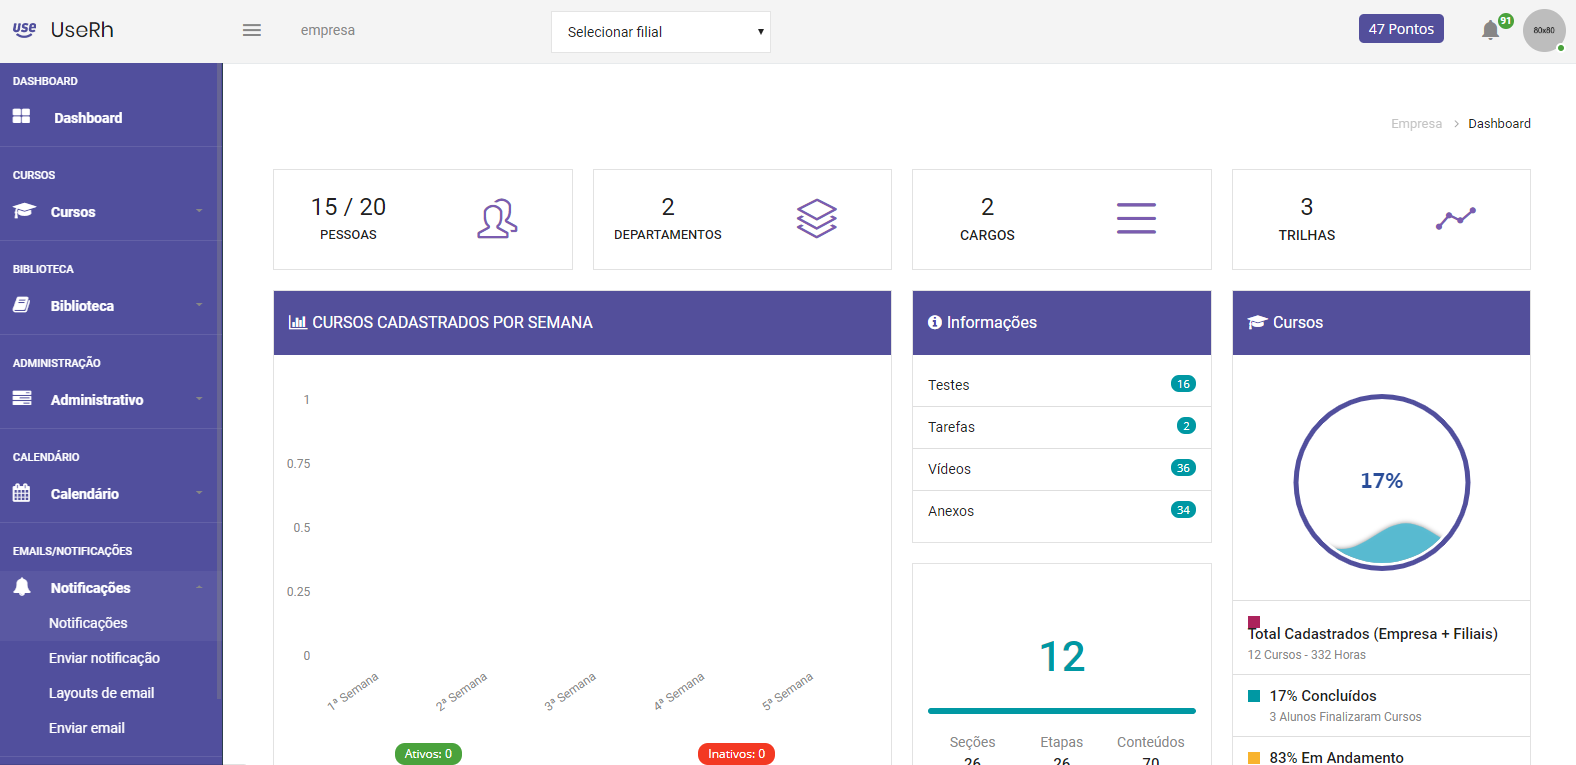 use UseRh
empresa
Selecionar filial
47 Pontos
91
80x80
DASHBOARD
Dashboard
CURSOS
Cursos
BIBLIOTECA
Biblioteca
ADMINISTRAÇÃO
Administrativo
CALENDÁRIO
Calendário
EMAILS/NOTIFICAÇÕES
Notificações
Notificações
Enviar notificação
Layouts de email
Enviar email
Empresa > Dashboard
15 / 20
PESSOAS
2
DEPARTAMENTOS
2
CARGOS
3
TRILHAS
CURSOS CADASTRADOS POR SEMANA
1
0.75
0.5
0.25
0
1ª Semana
2ª Semana
3ª Semana
4ª Semana
5ª Semana
Ativos: 0
Inativos: 0
Informações
Testes 16
Tarefas 2
Vídeos 36
Anexos 34
12
Seções Etapas Conteúdos
26 26 70
Cursos
17%
Total Cadastrados (Empresa + Filiais)
12 Cursos - 332 Horas
17% Concluídos
3 Alunos Finalizaram Cursos
83% Em Andamento